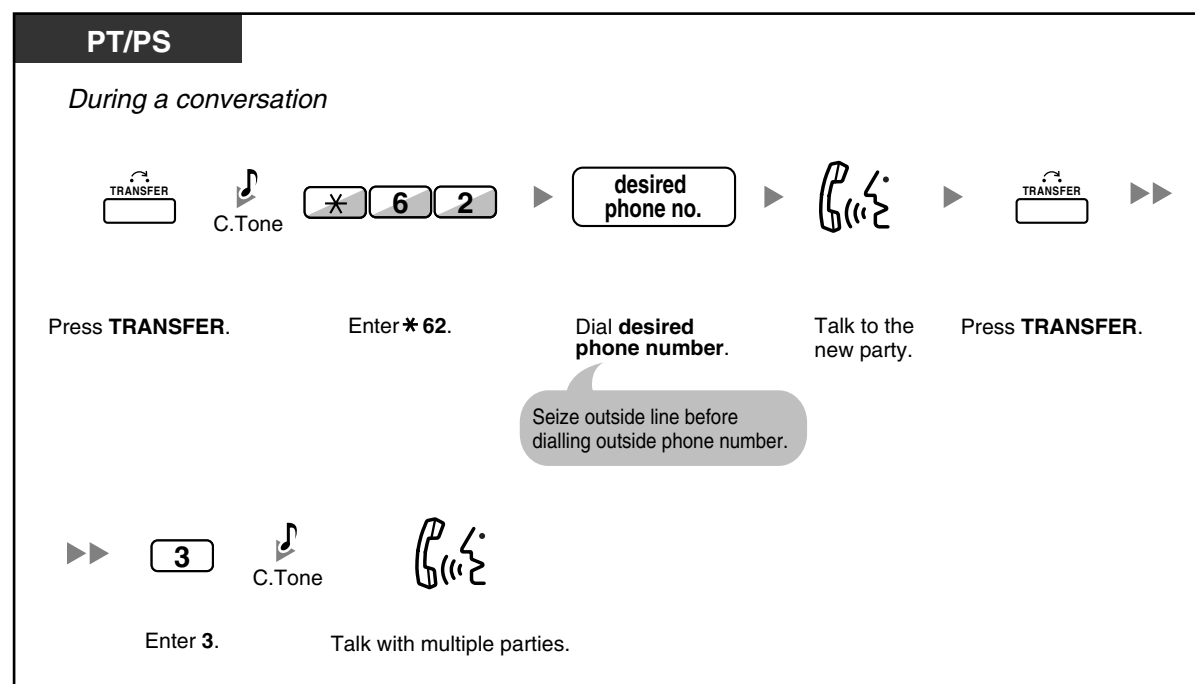 PT/PS
During a conversation
TRANSFER
C.Tone
* 6 2
desired
phone no.
TRANSFER
Press TRANSFER.
Enter * 62.
Dial desired
phone number.
Talk to the
new party.
Press TRANSFER.
Seize outside line before
dialling outside phone number.
3
C.Tone
Enter 3.
Talk with multiple parties.